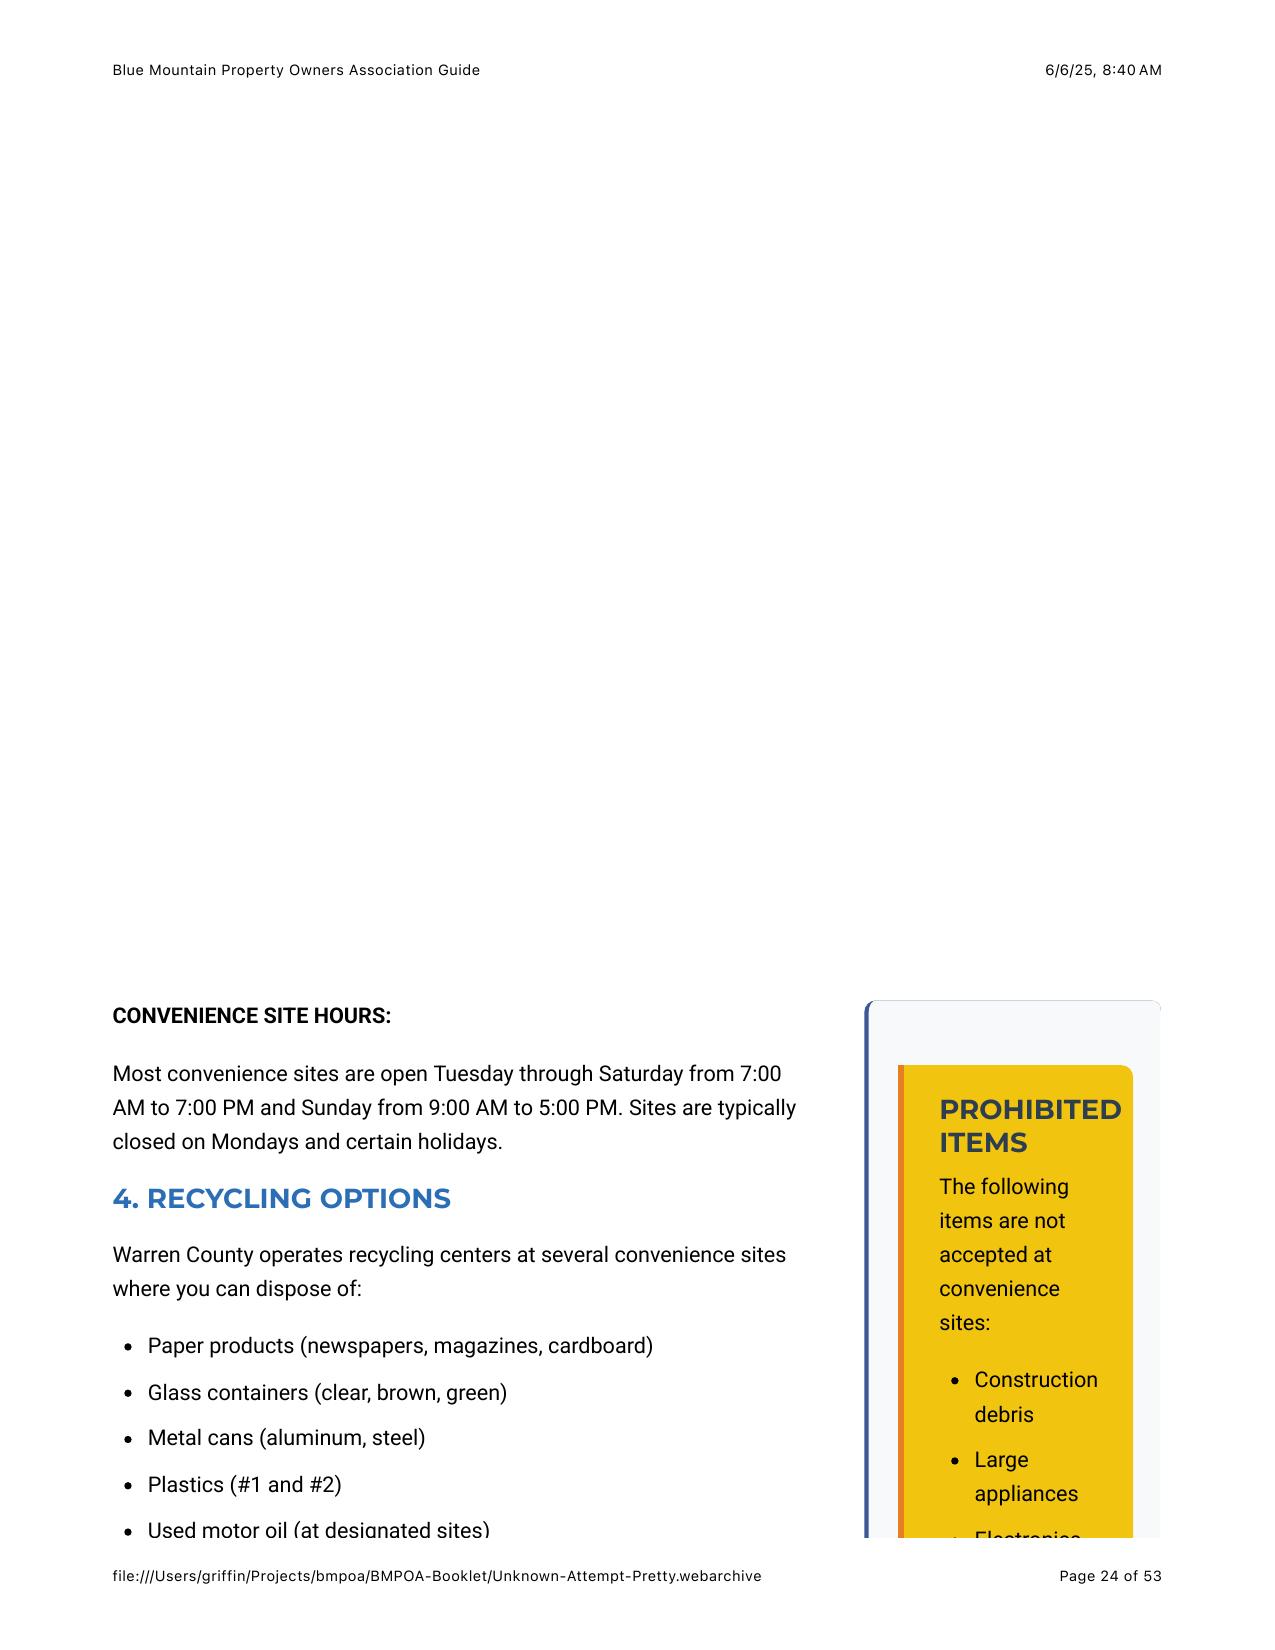 Blue Mountain Property Owners Association Guide
6/6/25, 8:40 AM
CONVENIENCE SITE HOURS:
Most convenience sites are open Tuesday through Saturday from 7:00
AM to 7:00 PM and Sunday from 9:00 AM to 5:00 PM. Sites are typically
closed on Mondays and certain holidays.
4. RECYCLING OPTIONS
Warren County operates recycling centers at several convenience sites
where you can dispose of:
• Paper products (newspapers, magazines, cardboard)
• Glass containers (clear, brown, green)
• Metal cans (aluminum, steel)
• Plastics (#1 and #2)
• Used motor oil (at designated sites)
PROHIBITED
ITEMS
The following
items are not
accepted at
convenience
sites:
• Construction
debris
• Large
appliances
• Electronics
file:///Users/griffin/Projects/bmpoa/BMPOA-Booklet/Unknown-Attempt-Pretty.webarchive
Page 24 of 53